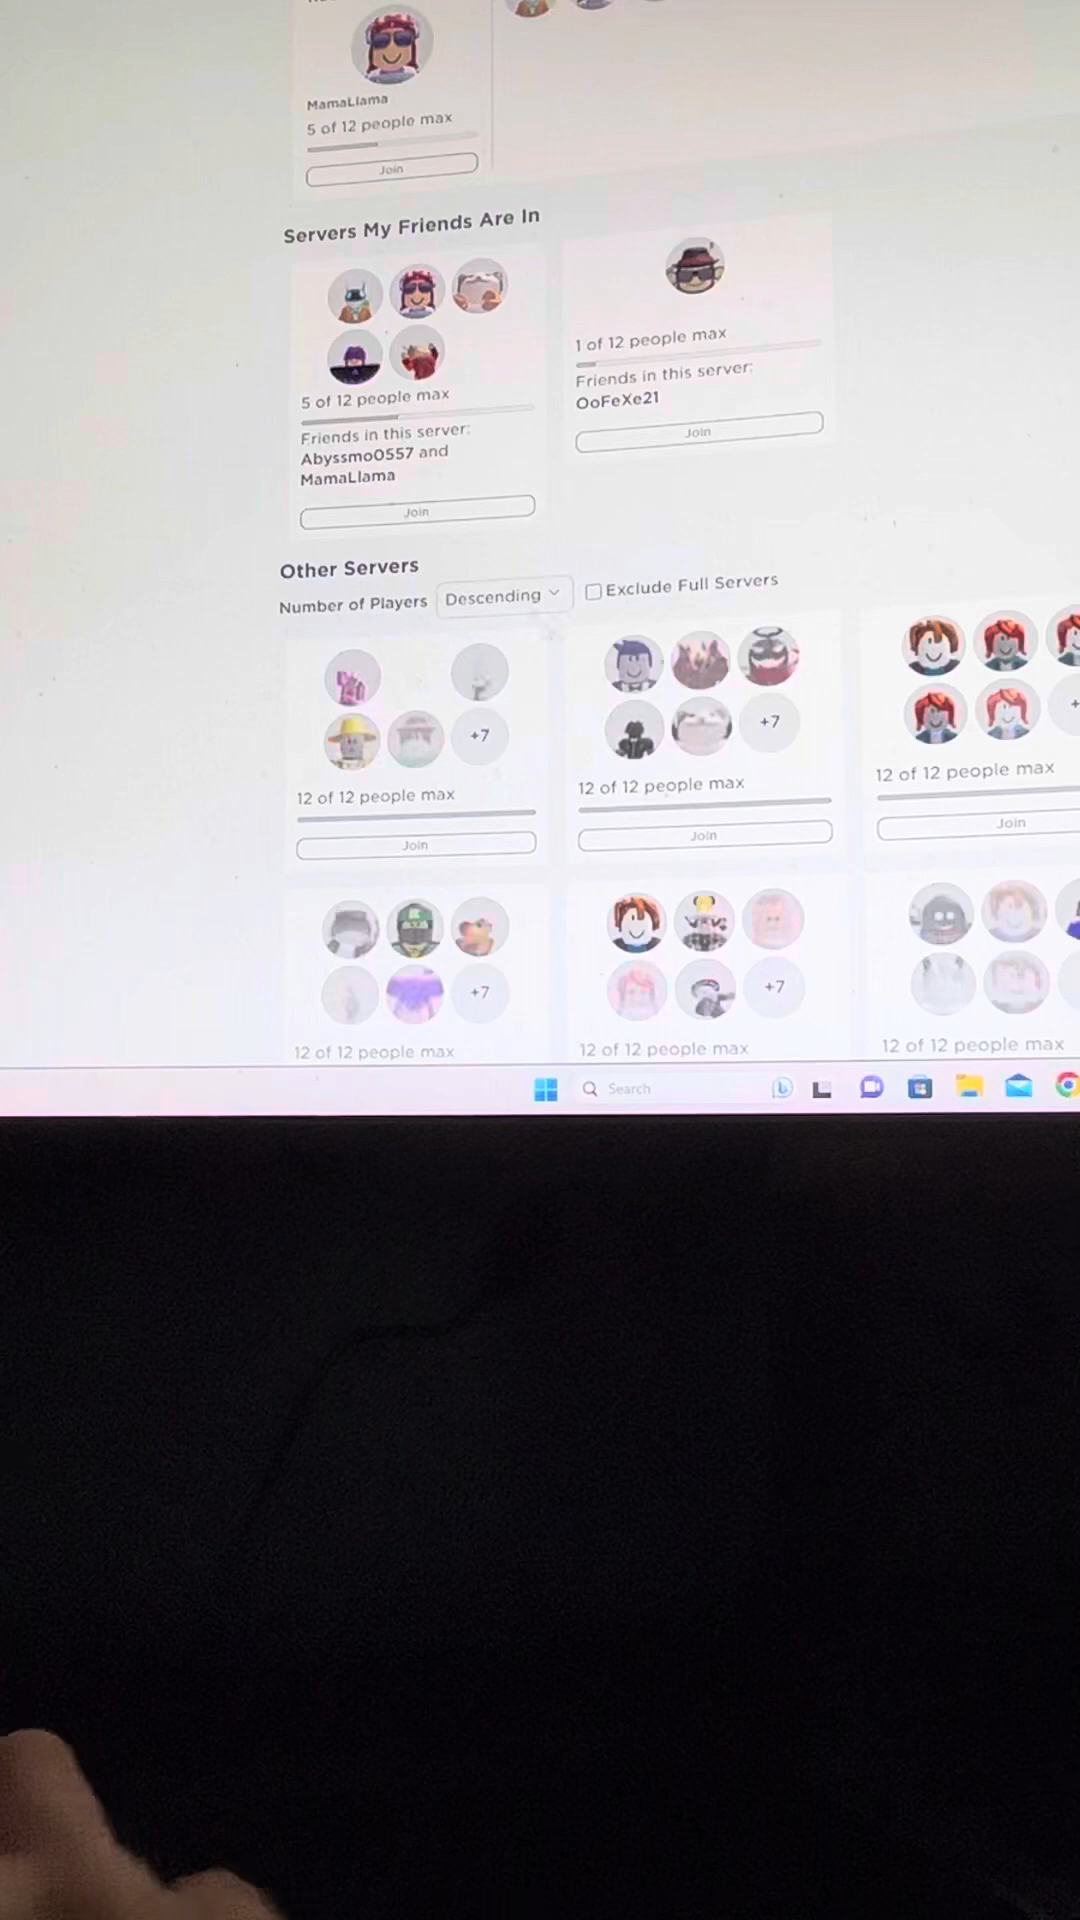 MamaLlama
5 of 12 people max
Join
Servers My Friends Are In
5 of 12 people max
Friends in this server:
Abyssmo0557 and
MamaLlama
Join
1 of 12 people max
Friends in this server:
OoFeXe21
Join
Other Servers
Number of Players Descending Exclude Full Servers
+7
12 of 12 people max
Join
+7
12 of 12 people max
Join
+
12 of 12 people max
Join
+7
12 of 12 people max
+7
12 of 12 people max
12 of 12 people max
Search